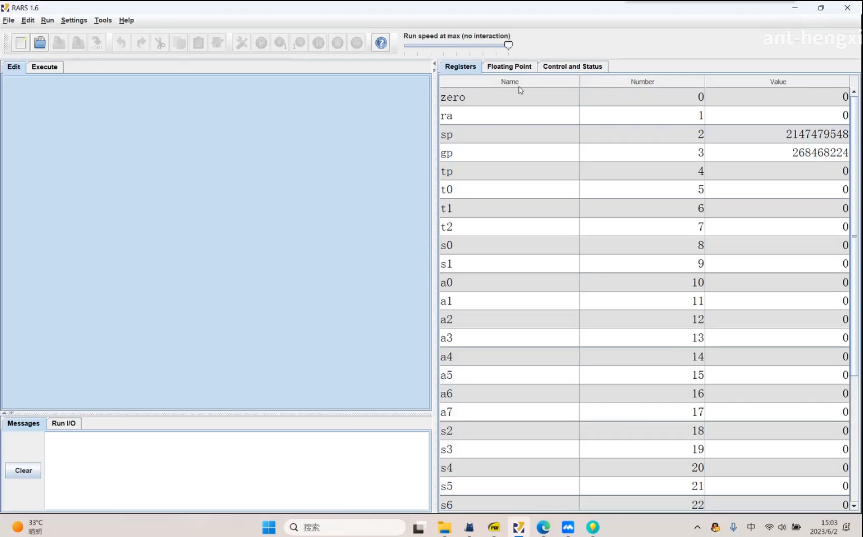 RARS 1.6
ant-hengxi
File Edit Run Settings Tools Help
Run speed at max (no interaction)
Edit Execute
Registers Floating Point Control and Status
Name Number Value
zero 0 0
ra 1 0
sp 2 2147479548
gp 3 268468224
tp 4 0
t0 5 0
t1 6 0
t2 7 0
s0 8 0
s1 9 0
a0 10 0
a1 11 0
a2 12 0
a3 13 0
a4 14 0
a5 15 0
a6 16 0
a7 17 0
s2 18 0
s3 19 0
s4 20 0
s5 21 0
s6 22 0
Messages Run I/O
Clear
33°C
晴朗
搜索
中
15:03
2023/6/2